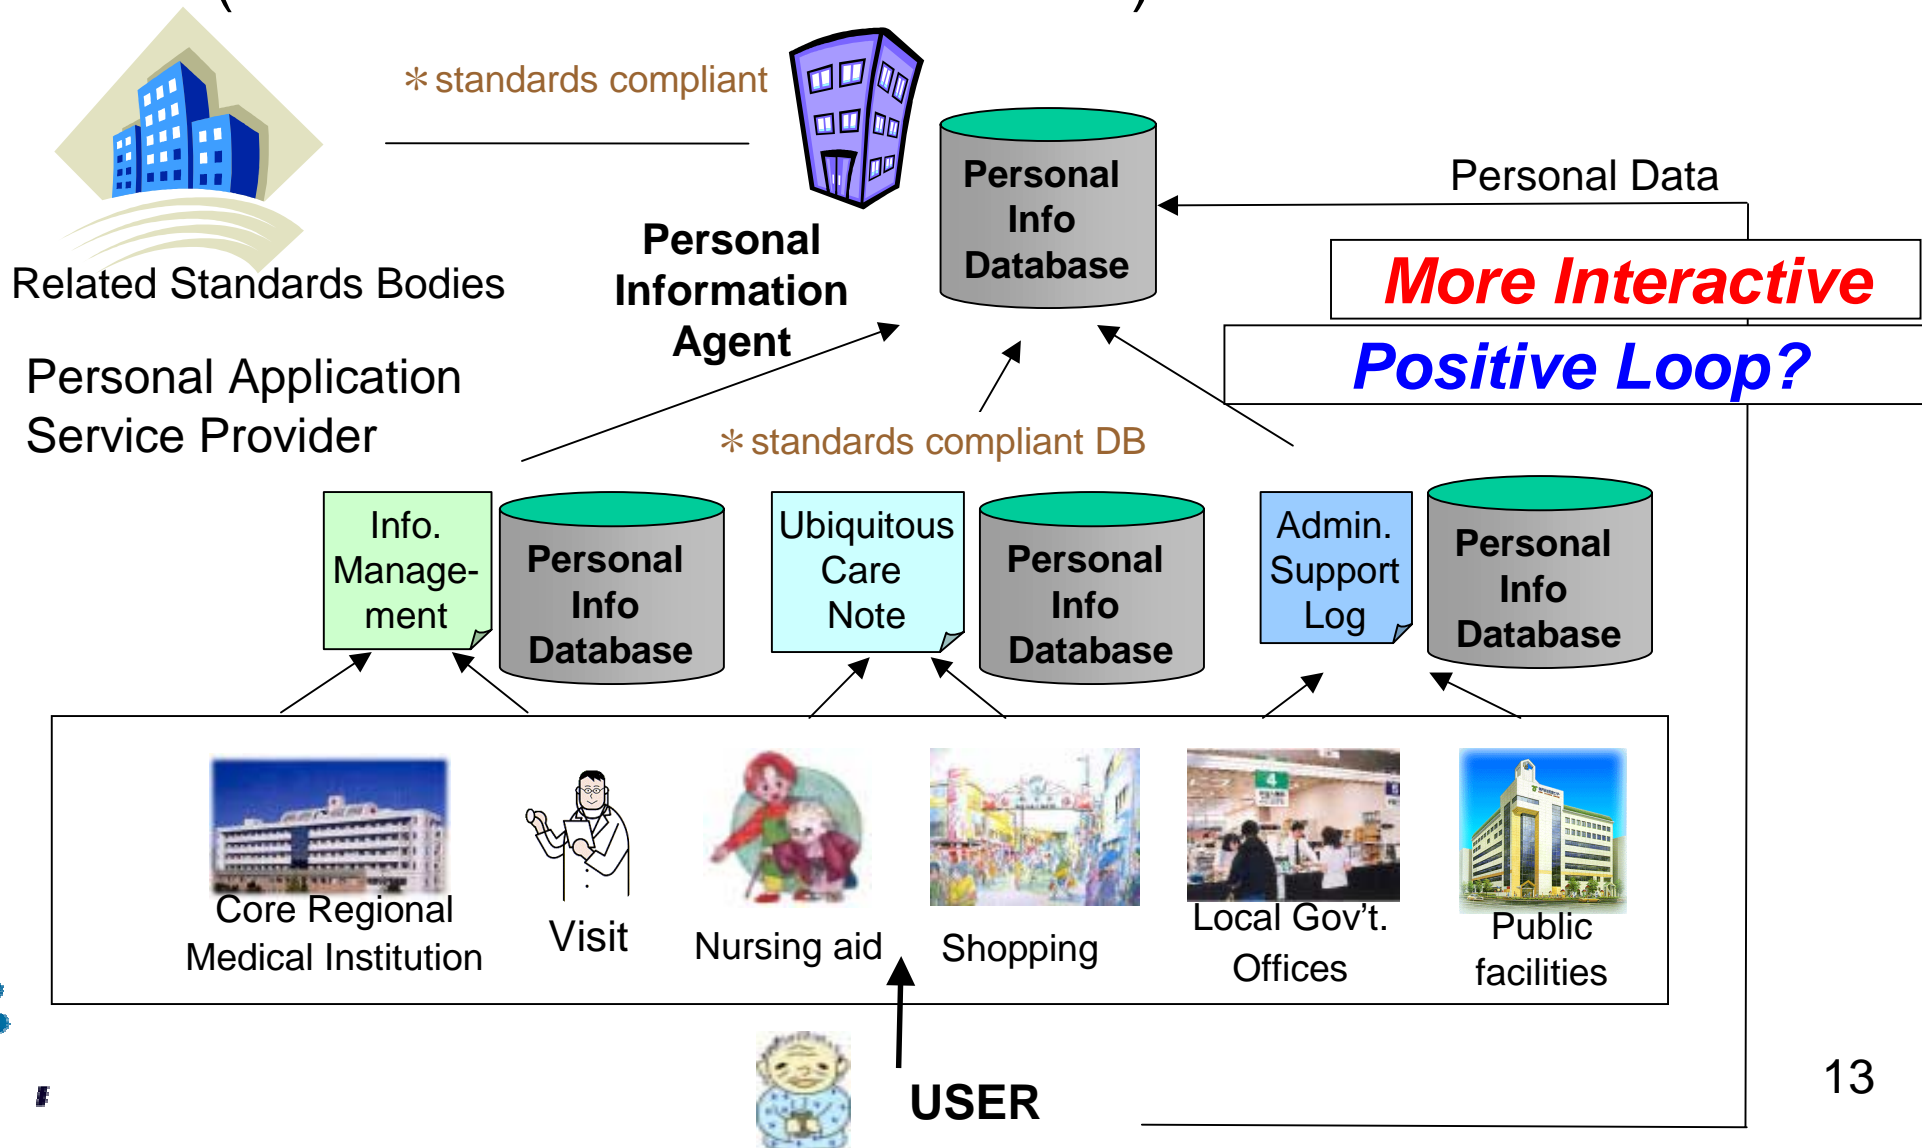 ( )
*standards compliant
Personal
Info
Database
Personal Data
Personal
Information
Agent
Related Standards Bodies
More Interactive
Positive Loop?
Personal Application
Service Provider
*standards compliant DB
Info.
Manage-
ment
Personal
Info
Database
Ubiquitous
Care
Note
Personal
Info
Database
Admin.
Support
Log
Personal
Info
Database
4
Core Regional
Medical Institution
Visit
Nursing aid
Shopping
Local Gov’t.
Offices
Public
facilities
USER
13